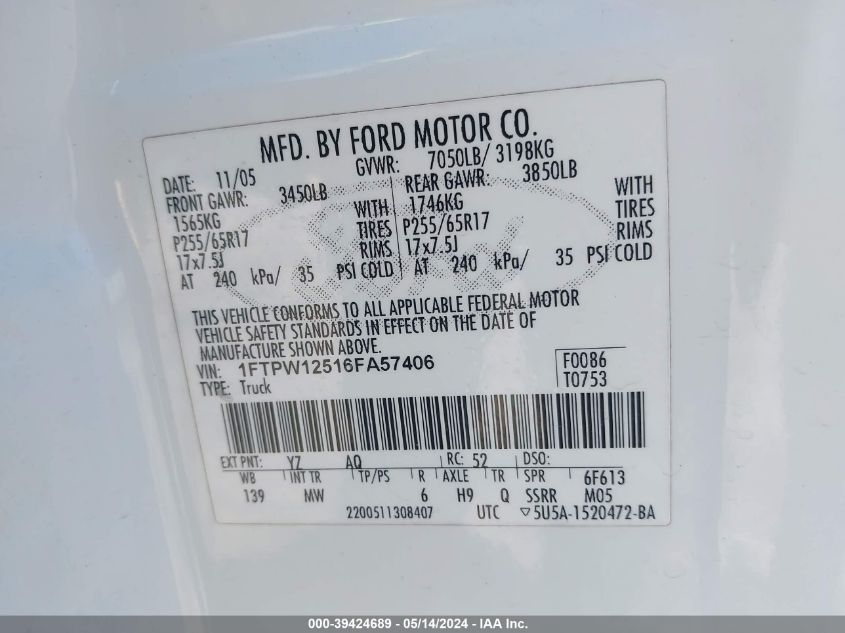 MFD. BY FORD MOTOR CO.
DATE: 11/05 GVWR: 7050LB/ 3198KG
FRONT GAWR: 3450LB REAR GAWR: 3850LB
1565KG WITH 1746KG WITH
P255/65R17 TIRES P255/65R17 TIRES
17x7.5J RIMS 17x7.5J RIMS
AT 240 kPa/ 35 PSI COLD AT 240 kPa/ 35 PSI COLD
THIS VEHICLE CONFORMS TO ALL APPLICABLE FEDERAL MOTOR
VEHICLE SAFETY STANDARDS IN EFFECT ON THE DATE OF
MANUFACTURE SHOWN ABOVE.
VIN: 1FTPW12516FA57406 F0086
TYPE: Truck T0753
EXT PNT: YZ AQ RC: 52 DSO:
WB INT TR TP/PS R AXLE TR SPR 6F613
139 MW 6 H9 Q SSRR M05
2200511308407 UTC ▽5U5A-1520472-BA
000-39424689 - 05/14/2024 - IAA Inc.